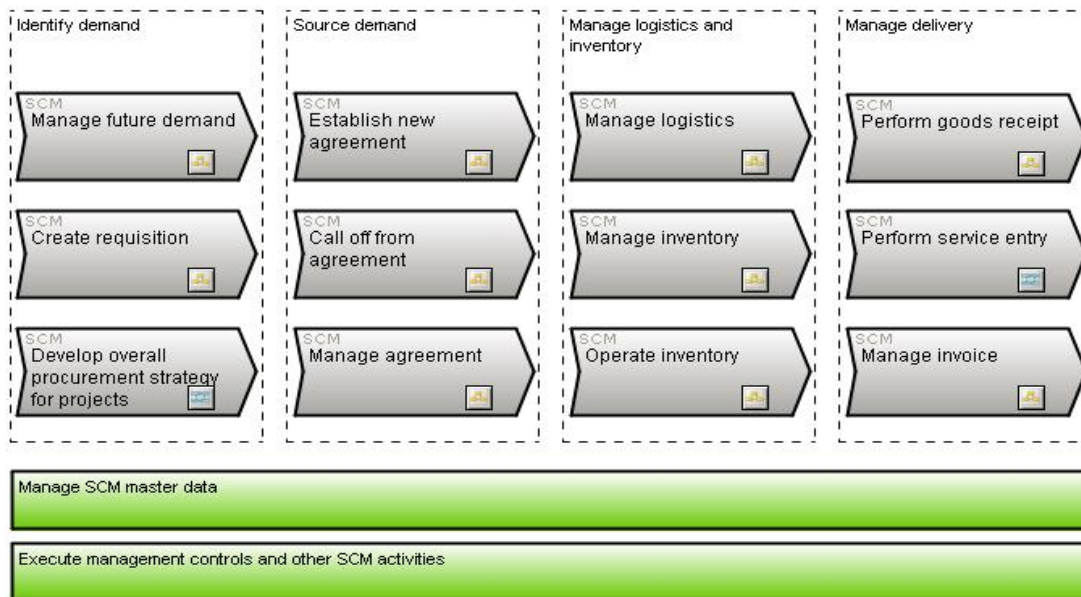 Identify demand
SCM
Manage future demand
SCM
Create requisition
SCM
Develop overall
procurement strategy
for projects
Source demand
SCM
Establish new
agreement
SCM
Call off from
agreement
SCM
Manage agreement
Manage logistics and
inventory
SCM
Manage logistics
SCM
Manage inventory
SCM
Operate inventory
Manage delivery
SCM
Perform goods receipt
SCM
Perform service entry
SCM
Manage invoice
Manage SCM master data
Execute management controls and other SCM activities